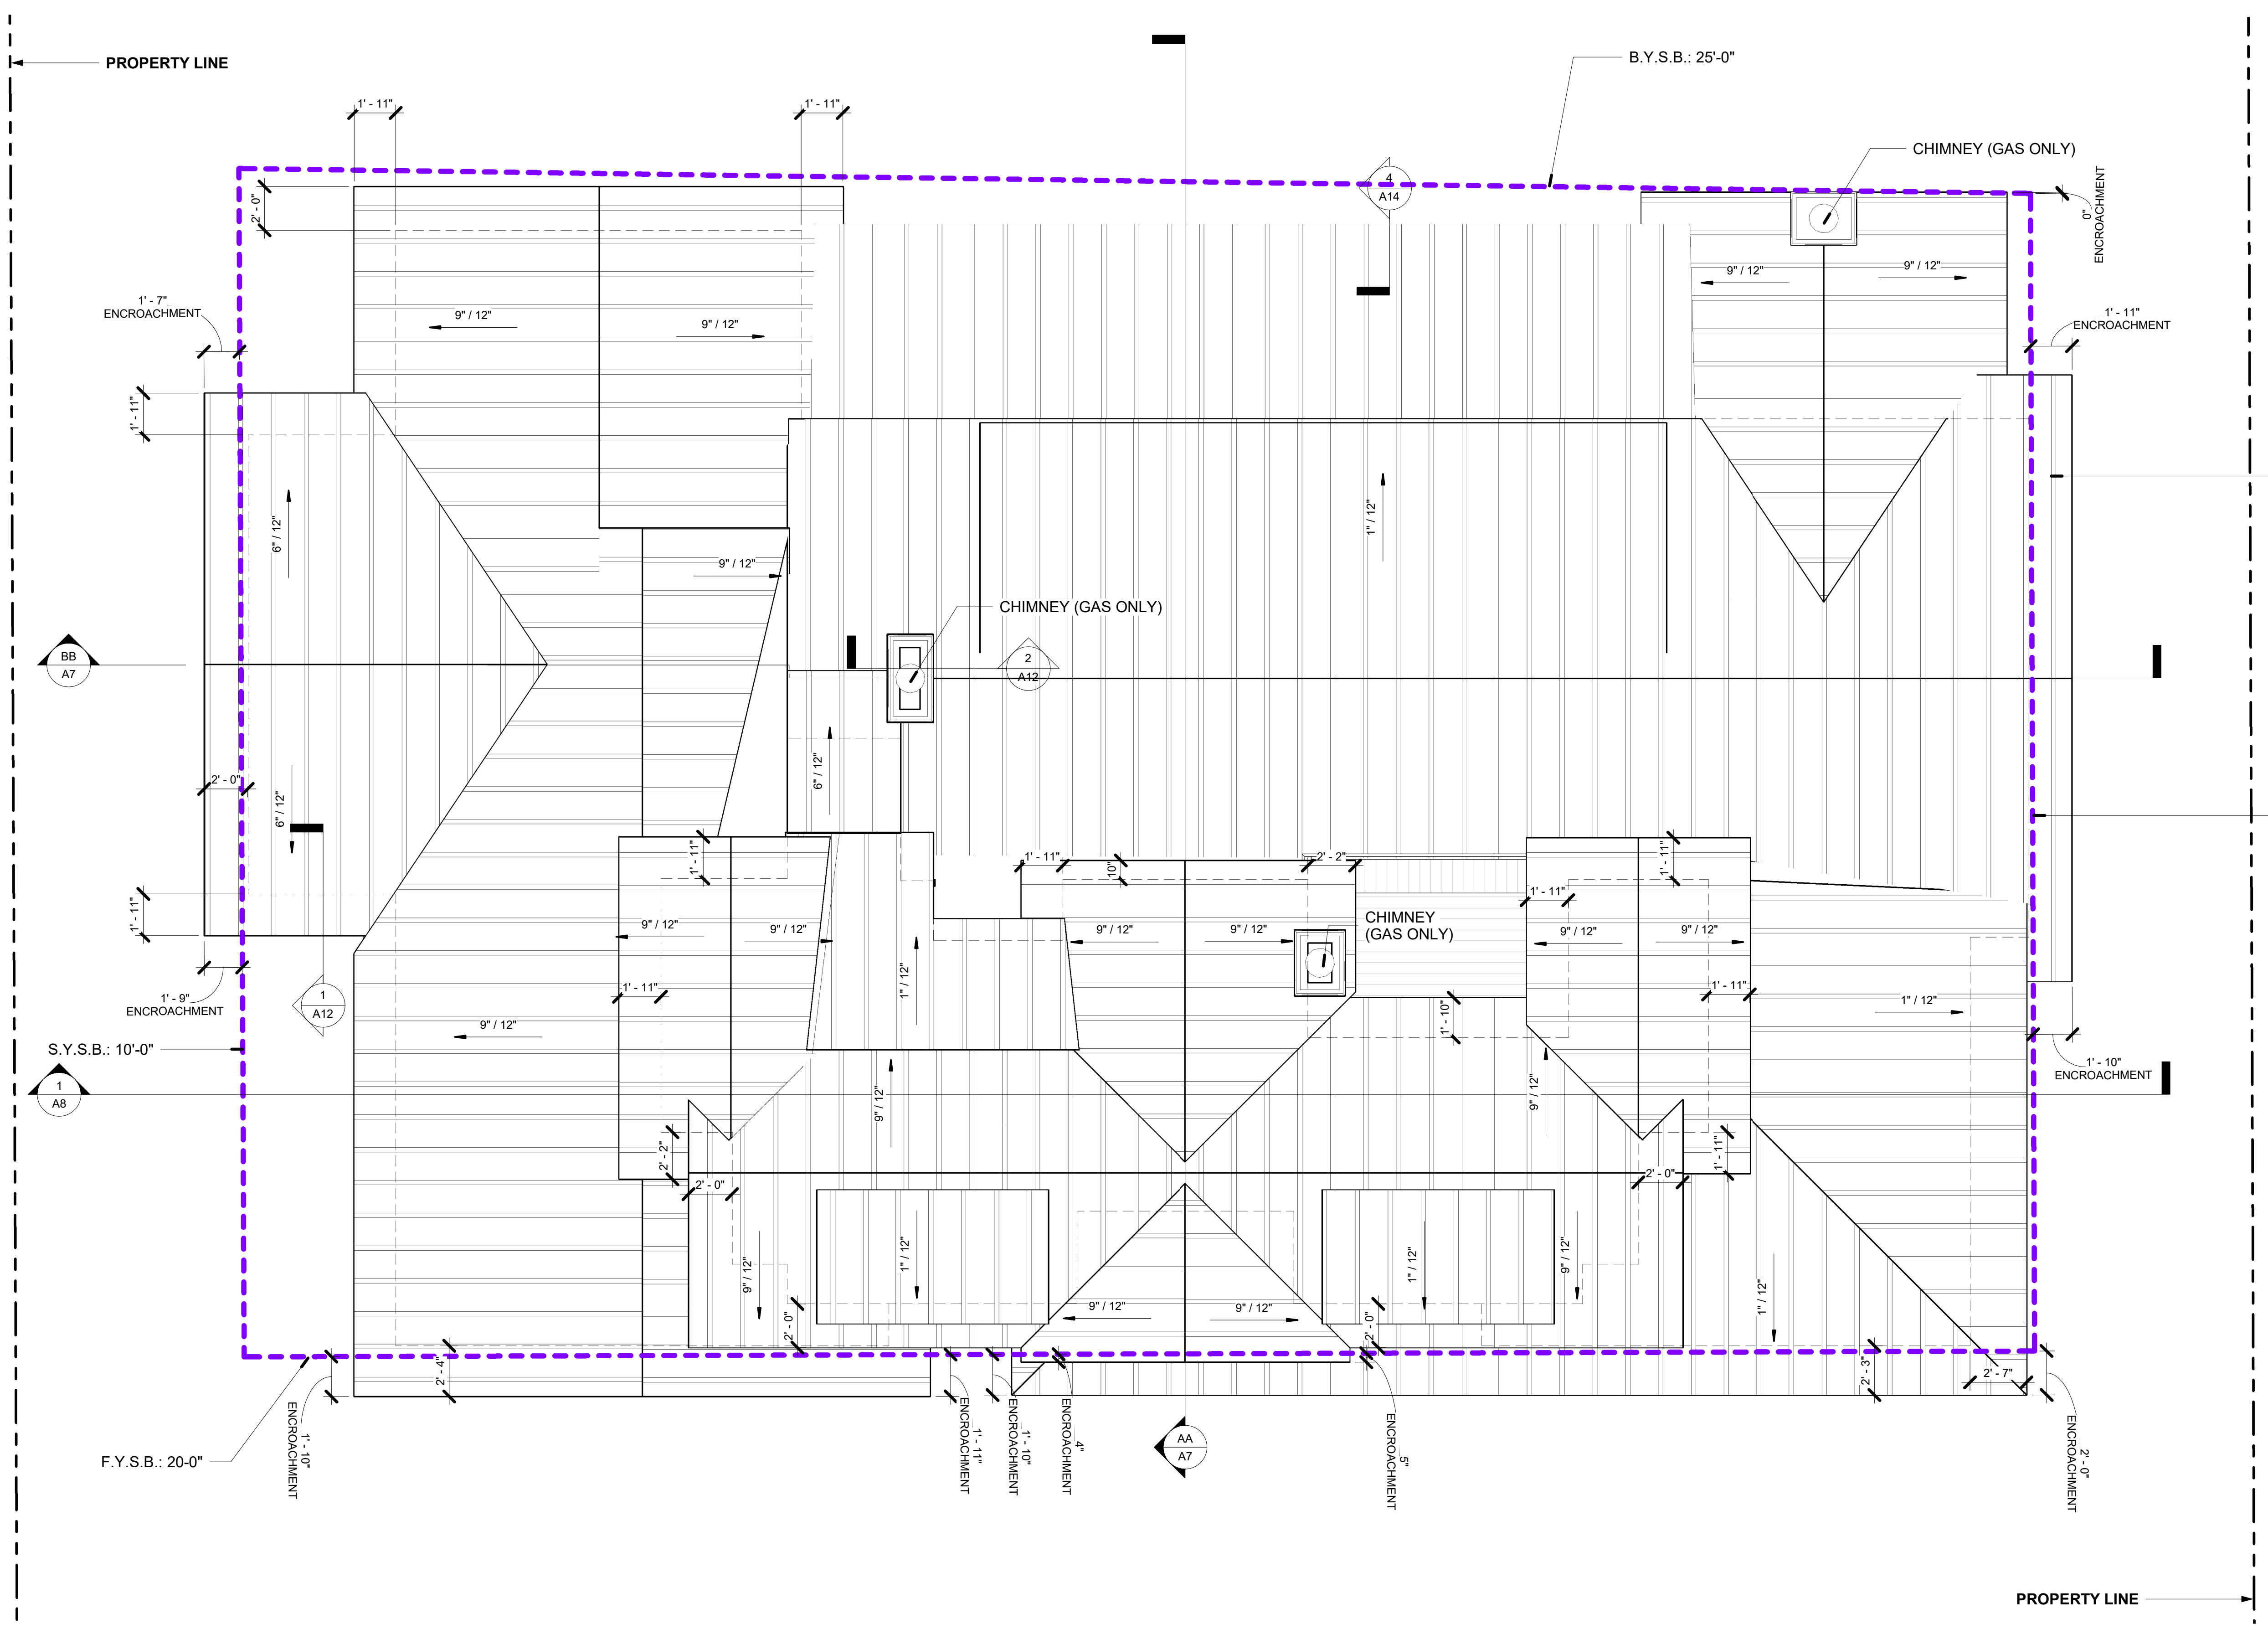 PROPERTY LINE
B.Y.S.B.: 25'-0"
1' - 11"
1' - 11"
CHIMNEY (GAS ONLY)
4
A14
2' - 0"
0"
ENCROACHMENT
9" / 12"
9" / 12"
1' - 7"
ENCROACHMENT
9" / 12"
9" / 12"
1' - 11"
ENCROACHMENT
1' - 11"
6" / 12"
1" / 12"
9" / 12"
CHIMNEY (GAS ONLY)
BB
A7
2
A12
2' - 0"
6" / 12"
6" / 12"
1' - 11"
1' - 11"
10"
2' - 2"
1' - 11"
1' - 11"
1' - 11"
CHIMNEY
(GAS ONLY)
9" / 12"
9" / 12"
9" / 12"
9" / 12"
9" / 12"
9" / 12"
1' - 9"
ENCROACHMENT
1
A12
1' - 11"
1" / 12"
1' - 10"
1' - 11"
1" / 12"
9" / 12"
S.Y.S.B.: 10'-0"
1' - 10"
ENCROACHMENT
1
A8
9" / 12"
9" / 12"
2' - 2"
1' - 11"
2' - 0"
2' - 0"
9" / 12"
1" / 12"
1" / 12"
9" / 12"
1" / 12"
9" / 12"
9" / 12"
2' - 0"
2' - 0"
2' - 4"
2' - 3"
2' - 7"
1' - 10"
ENCROACHMENT
1' - 11"
ENCROACHMENT
1' - 10"
ENCROACHMENT
4"
ENCROACHMENT
AA
A7
5"
ENCROACHMENT
2' - 0"
ENCROACHMENT
F.Y.S.B.: 20-0"
PROPERTY LINE